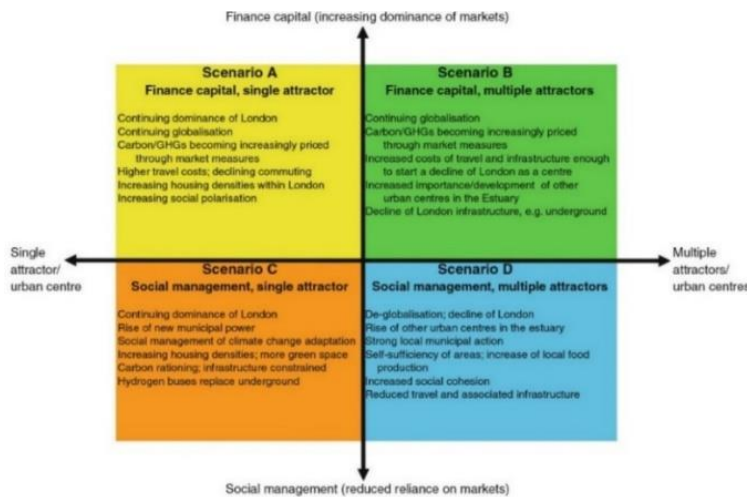 Finance capital (increasing dominance of markets)
Scenario A
Finance capital, single attractor
Continuing dominance of London
Continuing globalisation
Carbon/GHGs becoming increasingly priced
through market measures
Higher travel costs; declining commuting
Increasing housing densities within London
Increasing social polarisation
Scenario B
Finance capital, multiple attractors
Continuing globalisation
Carbon/GHGs becoming increasingly priced
through market measures
Increased costs of travel and infrastructure enough
to start a decline of London as a centre
Increased importance/development of other
urban centres in the Estuary
Decline of London infrastructure, e.g. underground
Single
attractor/
urban centre
Multiple
attractors/
urban centres
Scenario C
Social management, single attractor
Continuing dominance of London
Rise of new municipal power
Social management of climate change adaptation
Increasing housing densities; more green space
Carbon rationing; infrastructure constrained
Hydrogen buses replace underground
Scenario D
Social management, multiple attractors
De-globalisation; decline of London
Rise of other urban centres in the estuary
Strong local municipal action
Self-sufficiency of areas; increase of local food
production
Increased social cohesion
Reduced travel and associated infrastructure
Social management (reduced reliance on markets)